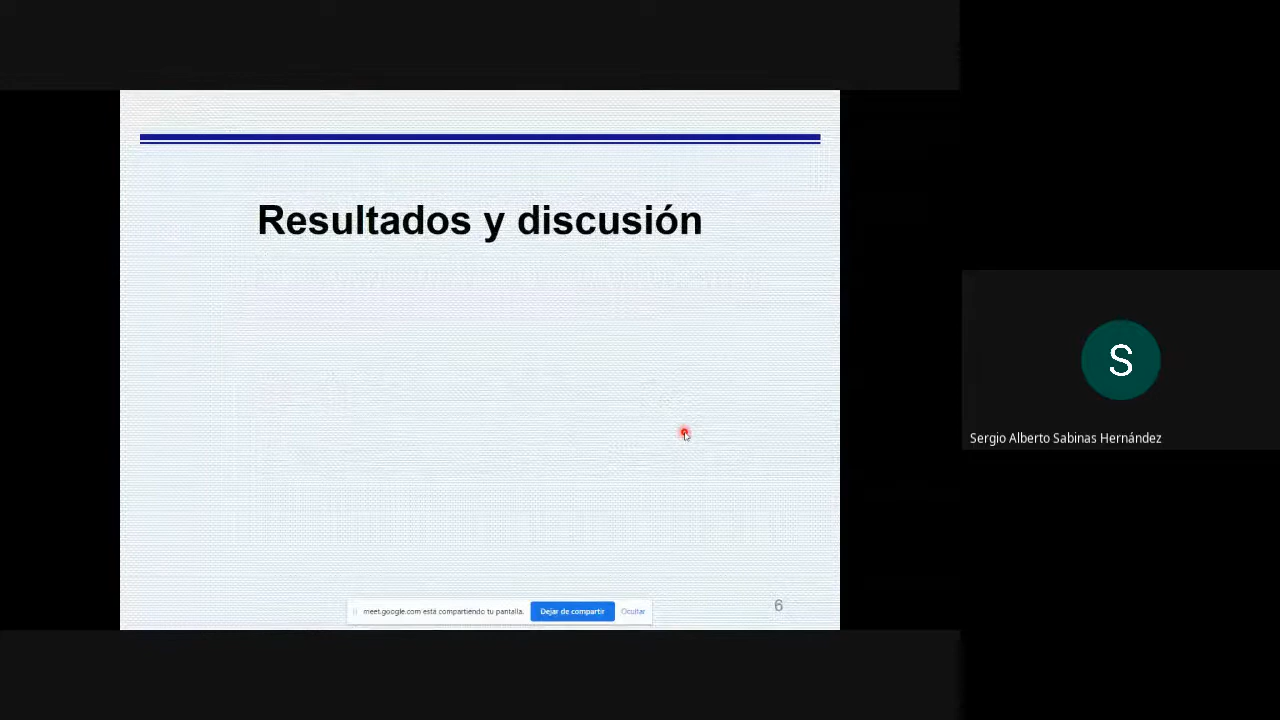 Resultados y discusión
S
Sergio Alberto Sabinas Hernández
meet.google.com está compartiendo tu pantalla.
Dejar de compartir
Ocultar
6